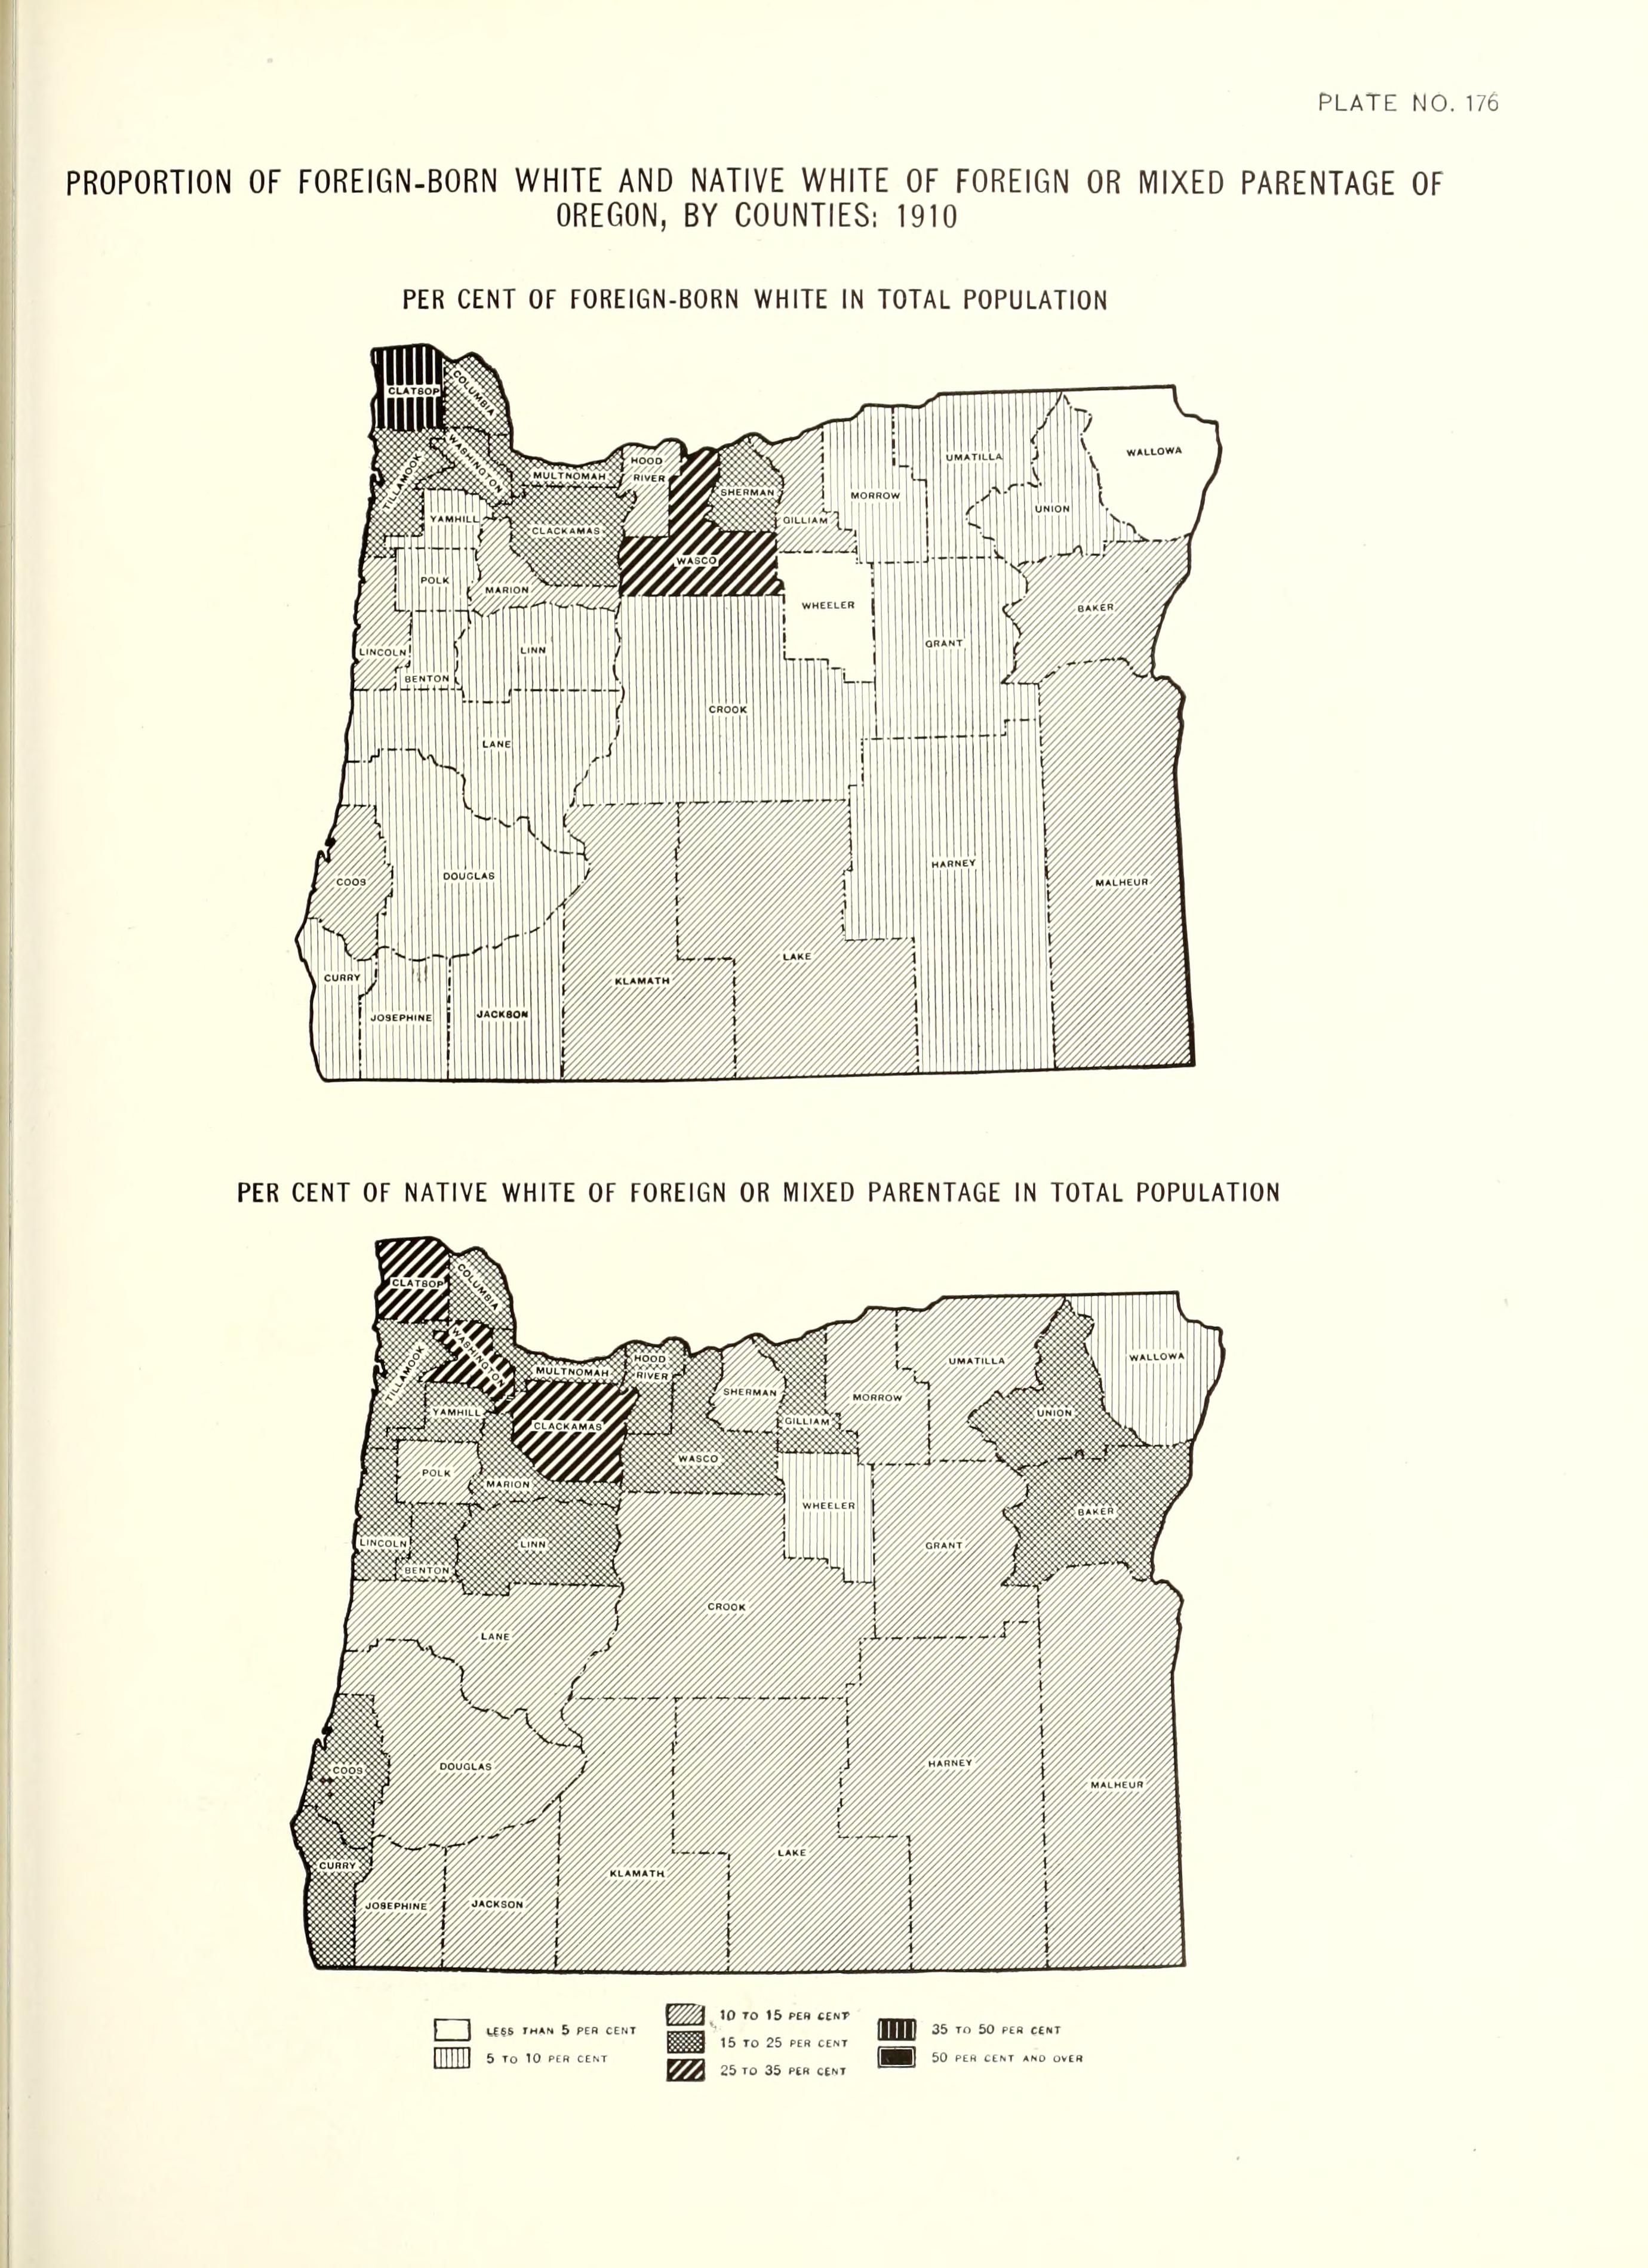 PLATE NO. 176
PROPORTION OF FOREIGN-BORN WHITE AND NATIVE WHITE OF FOREIGN OR MIXED PARENTAGE OF
OREGON, BY COUNTIES: 1910
PER CENT OF FOREIGN-BORN WHITE IN TOTAL POPULATION
CLATSOP
COLUMBIA
TILLAMOOK
WASHINGTON
MULTNOMAH
HOOD
RIVER
SHERMAN
GILLIAM
MORROW
UMATILLA
UNION
WALLOWA
YAMHILL
CLACKAMAS
WASCO
POLK
MARION
WHEELER
BAKER
LINCOLN
BENTON
LINN
GRANT
CROOK
LANE
COOS
DOUGLAS
HARNEY
MALHEUR
CURRY
JOSEPHINE
JACKSON
KLAMATH
LAKE
PER CENT OF NATIVE WHITE OF FOREIGN OR MIXED PARENTAGE IN TOTAL POPULATION
CLATSOP
COLUMBIA
TILLAMOOK
WASHINGTON
MULTNOMAH
HOOD
RIVER
SHERMAN
GILLIAM
MORROW
UMATILLA
UNION
WALLOWA
YAMHILL
CLACKAMAS
WASCO
POLK
MARION
WHEELER
BAKER
LINCOLN
BENTON
LINN
GRANT
CROOK
LANE
COOS
DOUGLAS
HARNEY
MALHEUR
CURRY
JOSEPHINE
JACKSON
KLAMATH
LAKE
LESS THAN 5 PER CENT
5 TO 10 PER CENT
10 TO 15 PER CENT
15 TO 25 PER CENT
25 TO 35 PER CENT
35 TO 50 PER CENT
50 PER CENT AND OVER